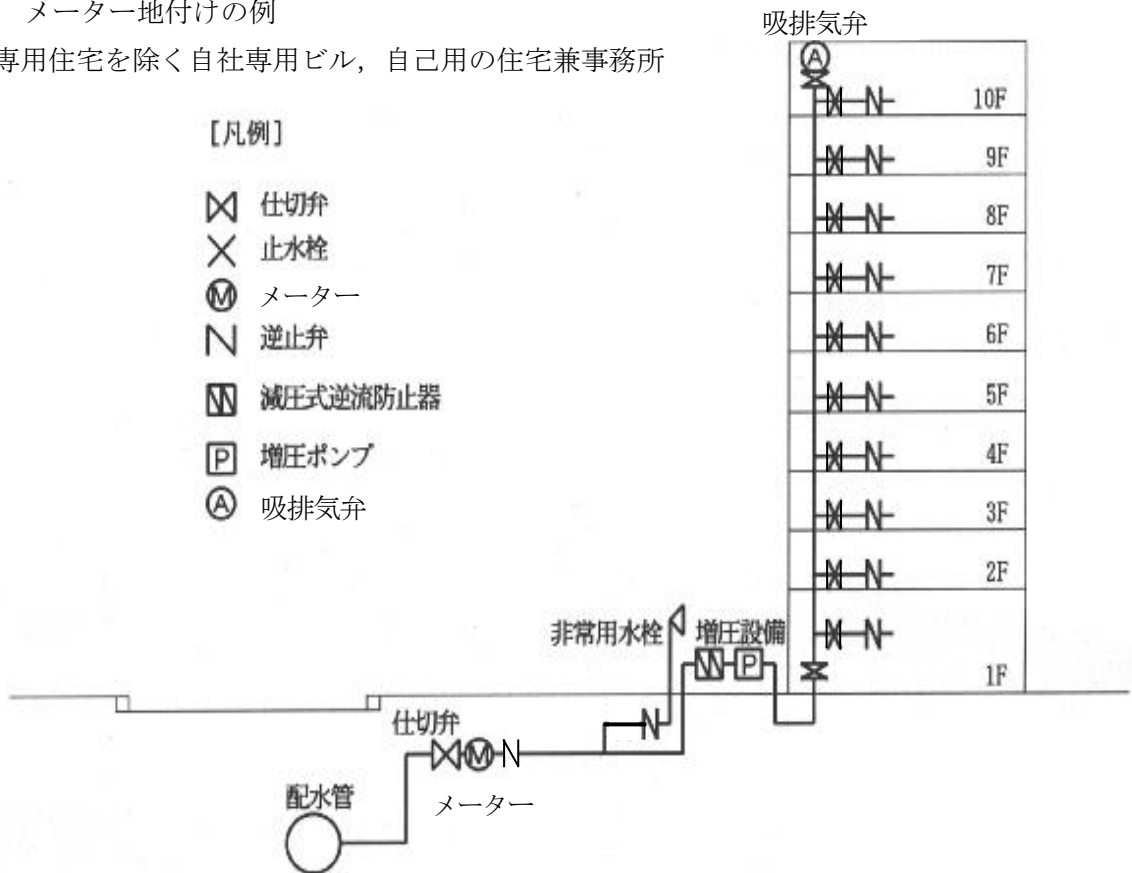 メーター地付けの例
専用住宅を除く自社専用ビル，自己用の住宅兼事務所
[凡例]
仕切弁
止水栓
M メーター
逆止弁
減圧式逆流防止器
P 増圧ポンプ
A 吸排気弁
吸排気弁
A
10F
9F
8F
7F
6F
5F
4F
3F
2F
1F
非常用水栓
増圧設備
P
仕切弁
M
メーター
配水管